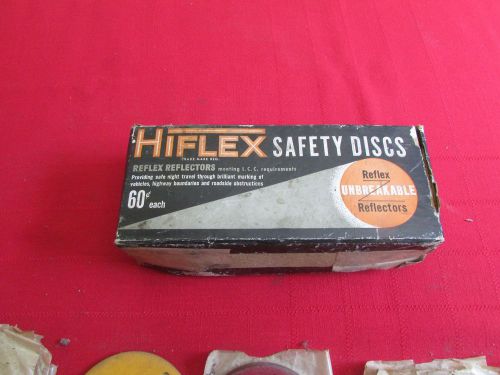 HIFLEX SAFETY DISCS
TRADE MARK REG.
REFLEX REFLECTORS meeting I. C. C. requirements
Providing safe night travel through brilliant marking of
vehicles, highway boundaries and roadside obstructions
60¢ each
Reflex
UNBREAKABLE
Reflectors